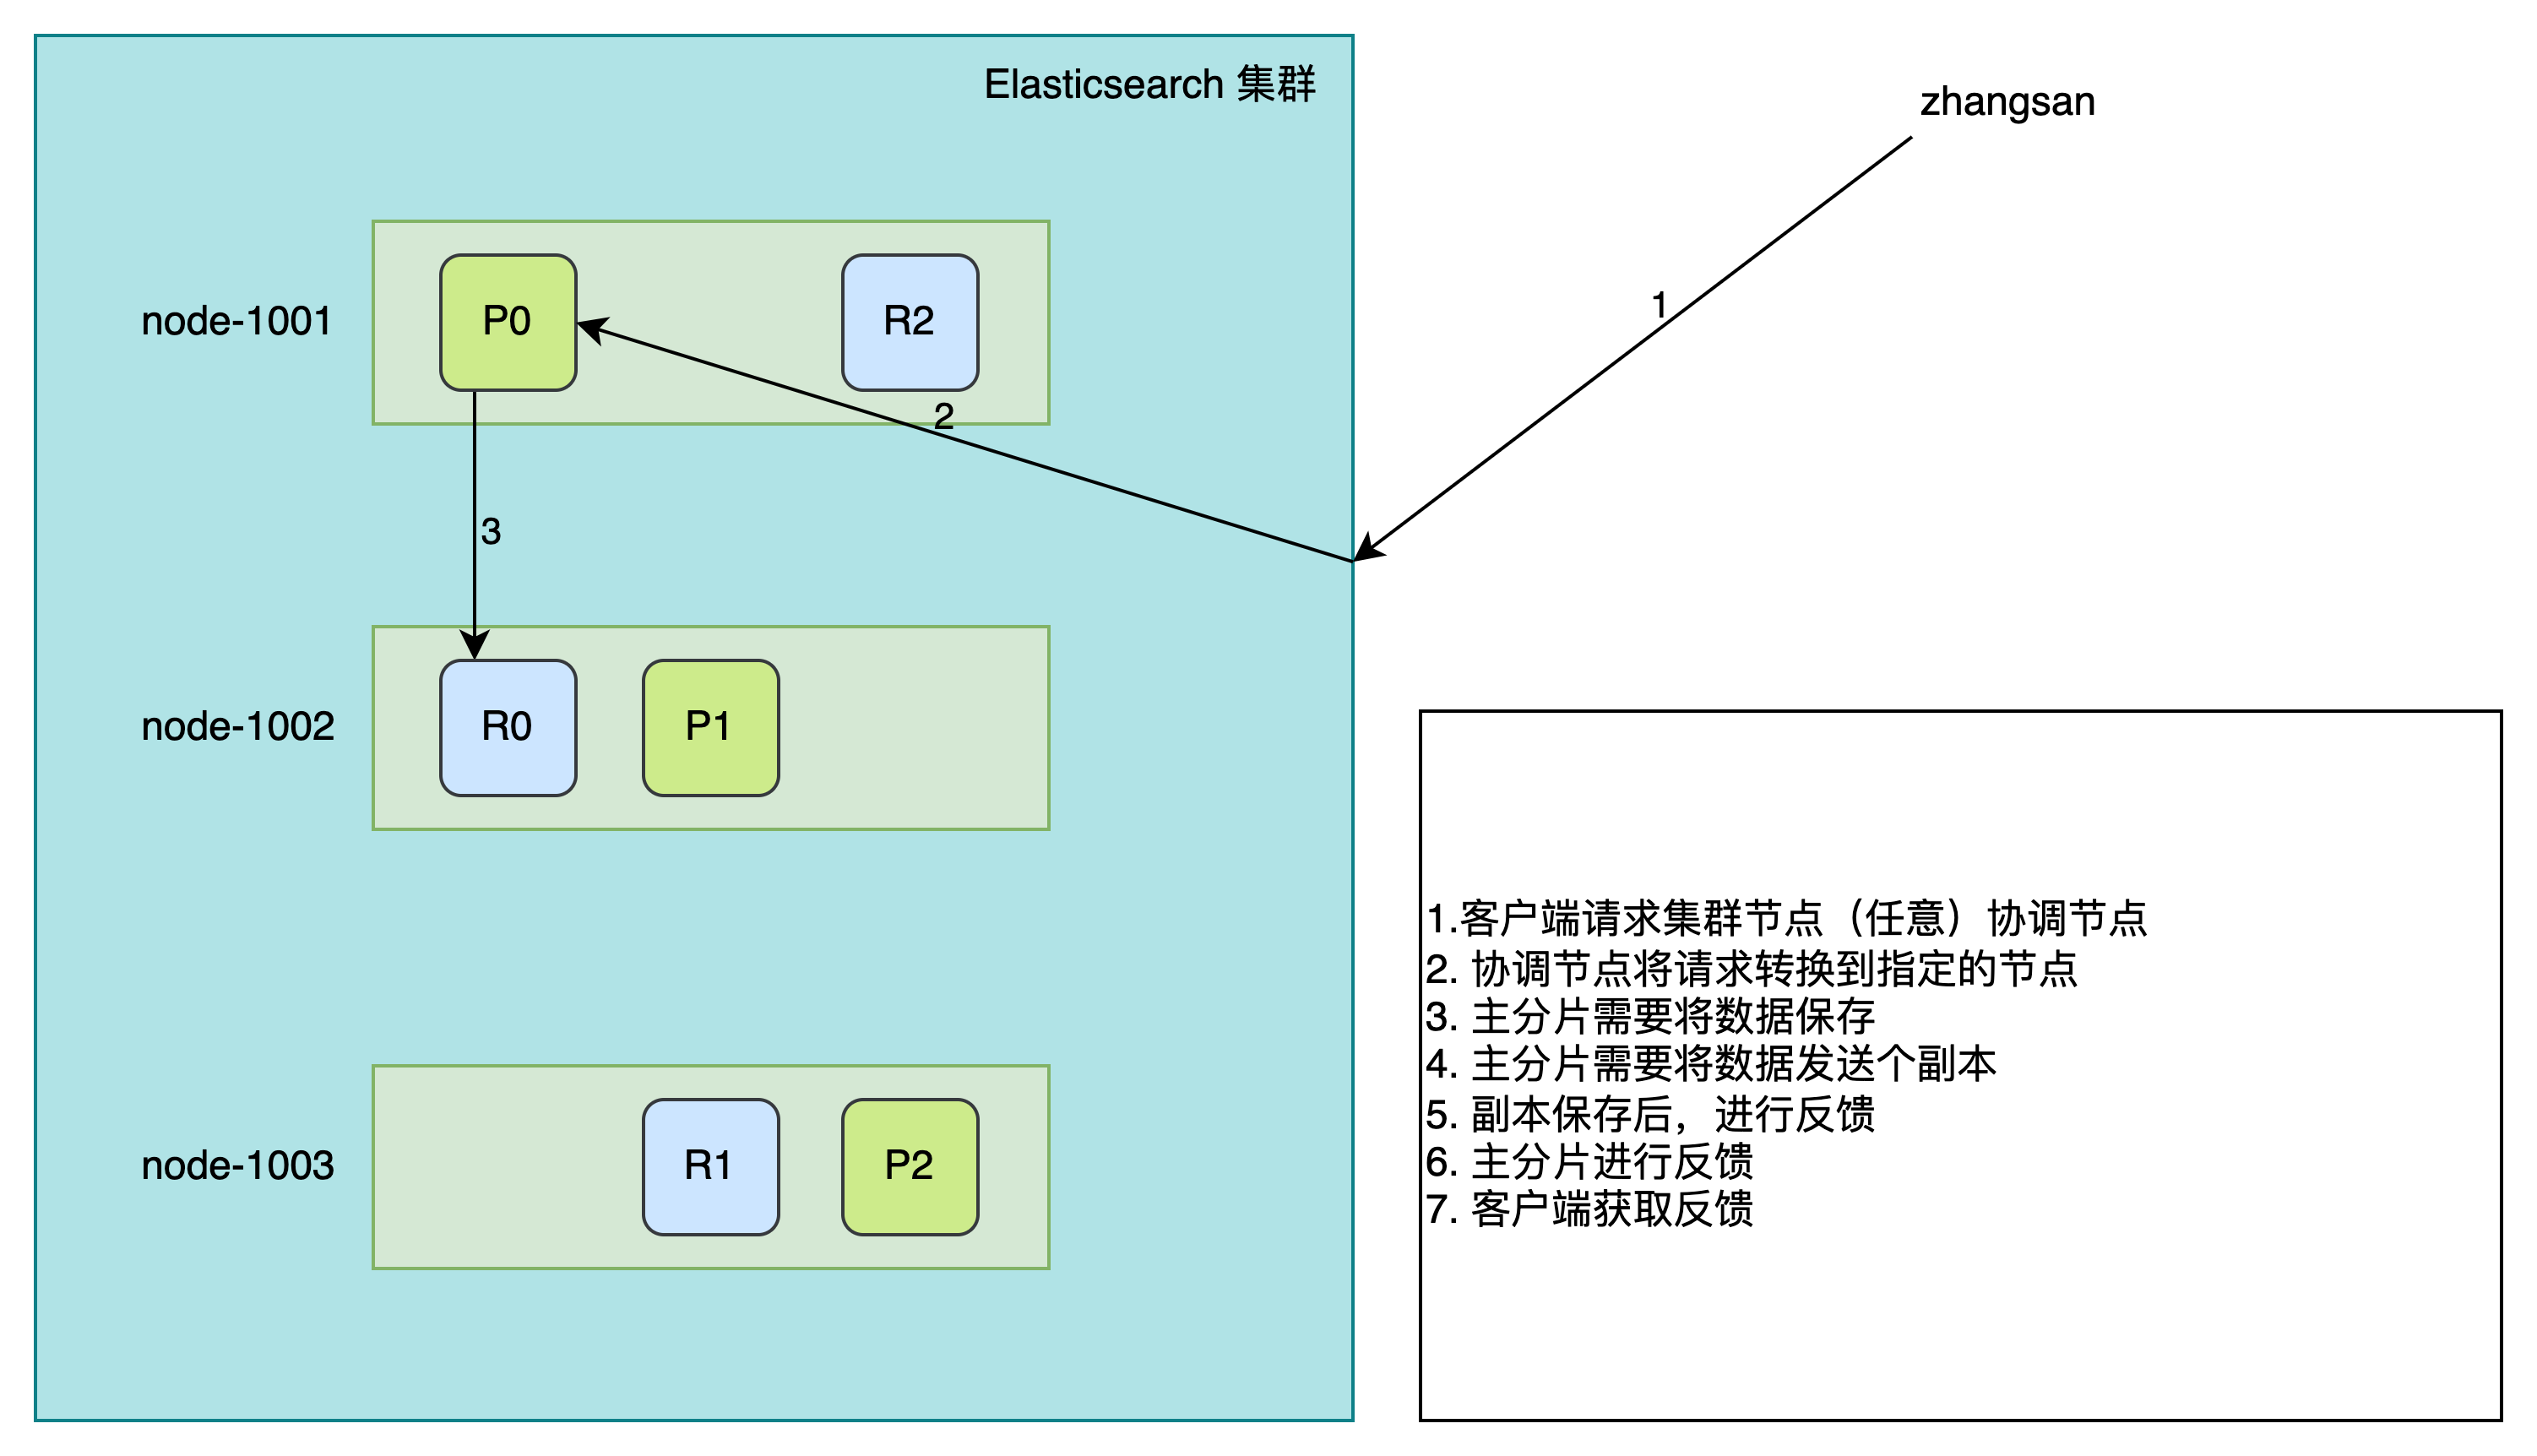 Elasticsearch 集群
zhangsan
1
node-1001
P0
R2
2
3
node-1002
R0
P1
node-1003
R1
P2
1.客户端请求集群节点（任意）协调节点
2. 协调节点将请求转换到指定的节点
3. 主分片需要将数据保存
4. 主分片需要将数据发送个副本
5. 副本保存后，进行反馈
6. 主分片进行反馈
7. 客户端获取反馈